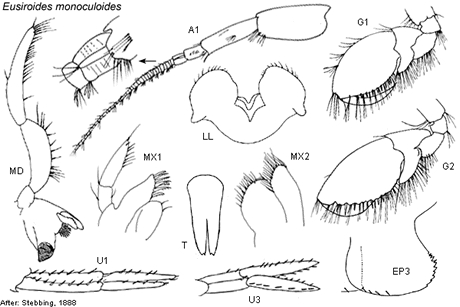 Eusiroides monoculoides
A1
G1
LL
MD
MX1
MX2
G2
T
U1
EP3
U3
After: Stebbing, 1888